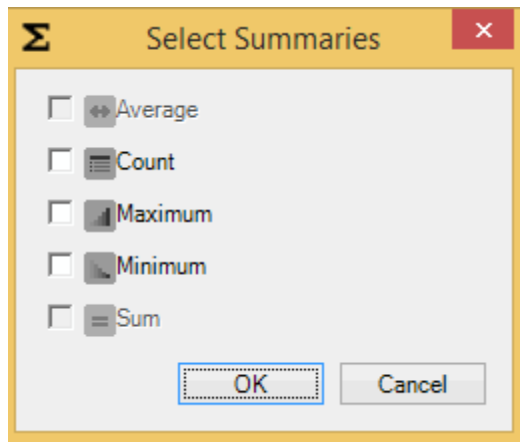 Σ Select Summaries ×
Average
Count
Maximum
Minimum
Sum
OK Cancel